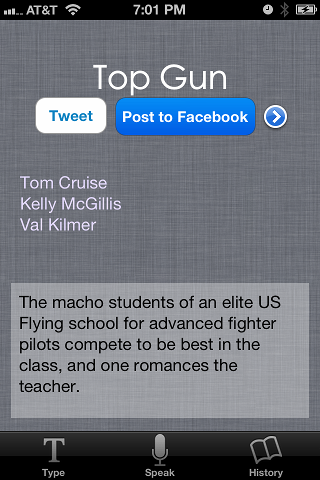 AT&T 7:01 PM
Top Gun
Tweet Post to Facebook
Tom Cruise
Kelly McGillis
Val Kilmer
The macho students of an elite US
Flying school for advanced fighter
pilots compete to be best in the
class, and one romances the
teacher.
T
Type Speak History